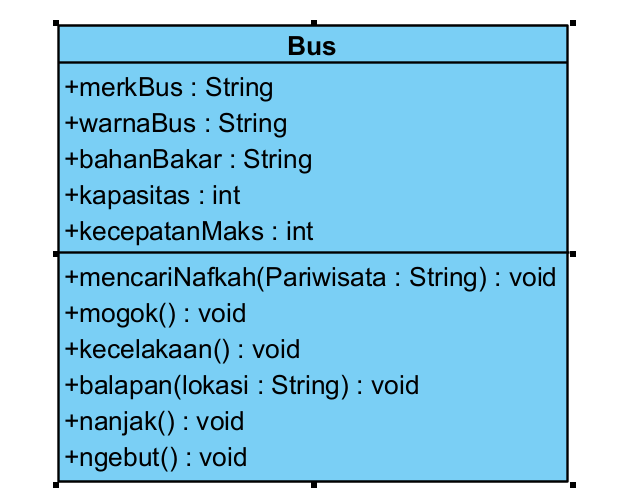 Bus
+merkBus : String
+warnaBus : String
+bahanBakar : String
+kapasitas : int
+kecepatanMaks : int
+mencariNafkah(Pariwisata : String) : void
+mogok() : void
+kecelakaan() : void
+balapan(lokasi : String) : void
+nanjak() : void
+ngebut() : void